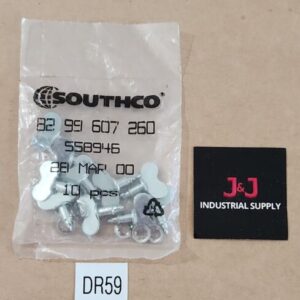 SOUTHCO
82 99 607 260
558946
28 MAR 00
10 pcs
J&J
INDUSTRIAL SUPPLY
DR59